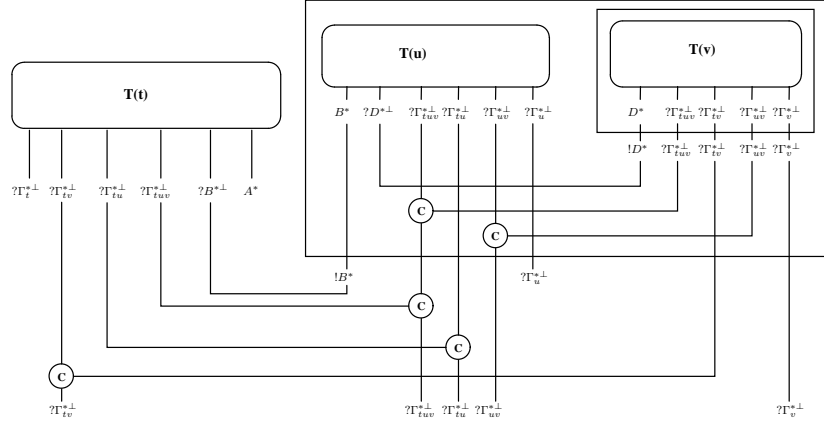 T(t)
T(u)
T(v)
B* ?D*⊥ ?Γ*⊥tuv ?Γ*⊥tu ?Γ*⊥uv ?Γ*⊥u
D* ?Γ*⊥tuv ?Γ*⊥tv ?Γ*⊥uv ?Γ*⊥v
!D* ?Γ*⊥tuv ?Γ*⊥tv ?Γ*⊥uv ?Γ*⊥v
?Γ*⊥t ?Γ*⊥tv ?Γ*⊥tu ?Γ*⊥tuv ?B*⊥ A*
C
C
!B* ?Γ*⊥u
C
C
C
?Γ*⊥tv ?Γ*⊥tuv ?Γ*⊥tu ?Γ*⊥uv ?Γ*⊥v